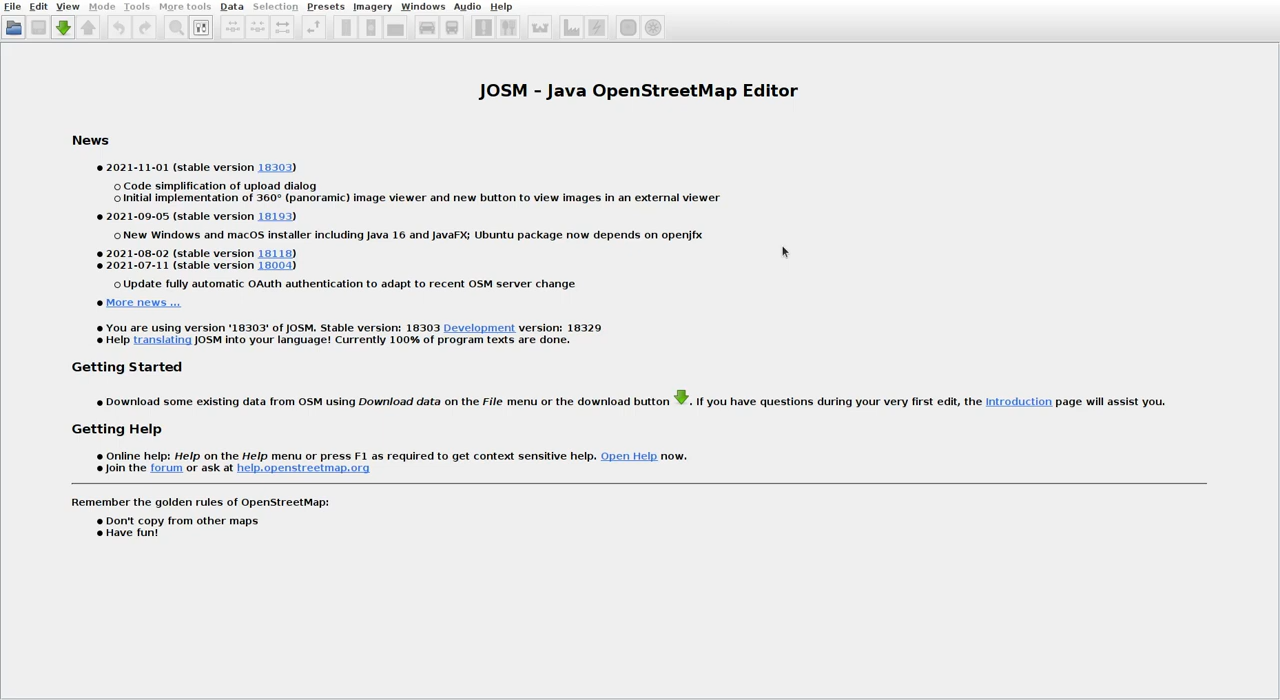 File Edit View Mode Tools More tools Data Selection Presets Imagery Windows Audio Help
JOSM – Java OpenStreetMap Editor
News
2021-11-01 (stable version 18303)
Code simplification of upload dialog
Initial implementation of 360° (panoramic) image viewer and new button to view images in an external viewer
2021-09-05 (stable version 18193)
New Windows and macOS installer including Java 16 and JavaFX; Ubuntu package now depends on openjfx
2021-08-02 (stable version 18118)
2021-07-11 (stable version 18004)
Update fully automatic OAuth authentication to adapt to recent OSM server change
More news ...
You are using version '18303' of JOSM. Stable version: 18303 Development version: 18329
Help translating JOSM into your language! Currently 100% of program texts are done.
Getting Started
Download some existing data from OSM using Download data on the File menu or the download button . If you have questions during your very first edit, the Introduction page will assist you.
Getting Help
Online help: Help on the Help menu or press F1 as required to get context sensitive help. Open Help now.
Join the forum or ask at help.openstreetmap.org
Remember the golden rules of OpenStreetMap:
Don't copy from other maps
Have fun!